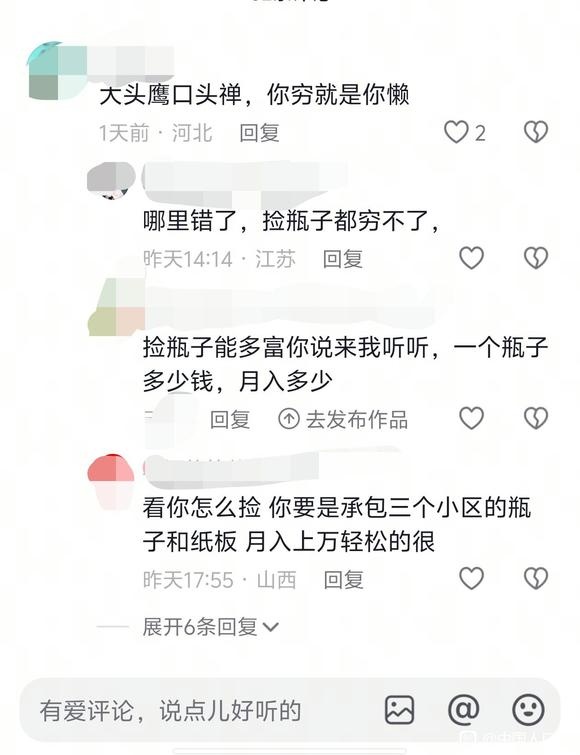 大头鹰口头禅，你穷就是你懒
1天前 · 河北 回复 2
哪里错了，捡瓶子都穷不了，
昨天14:14 · 江苏 回复
捡瓶子能多富你说来我听听，一个瓶子
多少钱，月入多少
回复 去发布作品
看你怎么捡 你要是承包三个小区的瓶
子和纸板 月入上万轻松的很
昨天17:55 · 山西 回复
展开6条回复
有爱评论，说点儿好听的